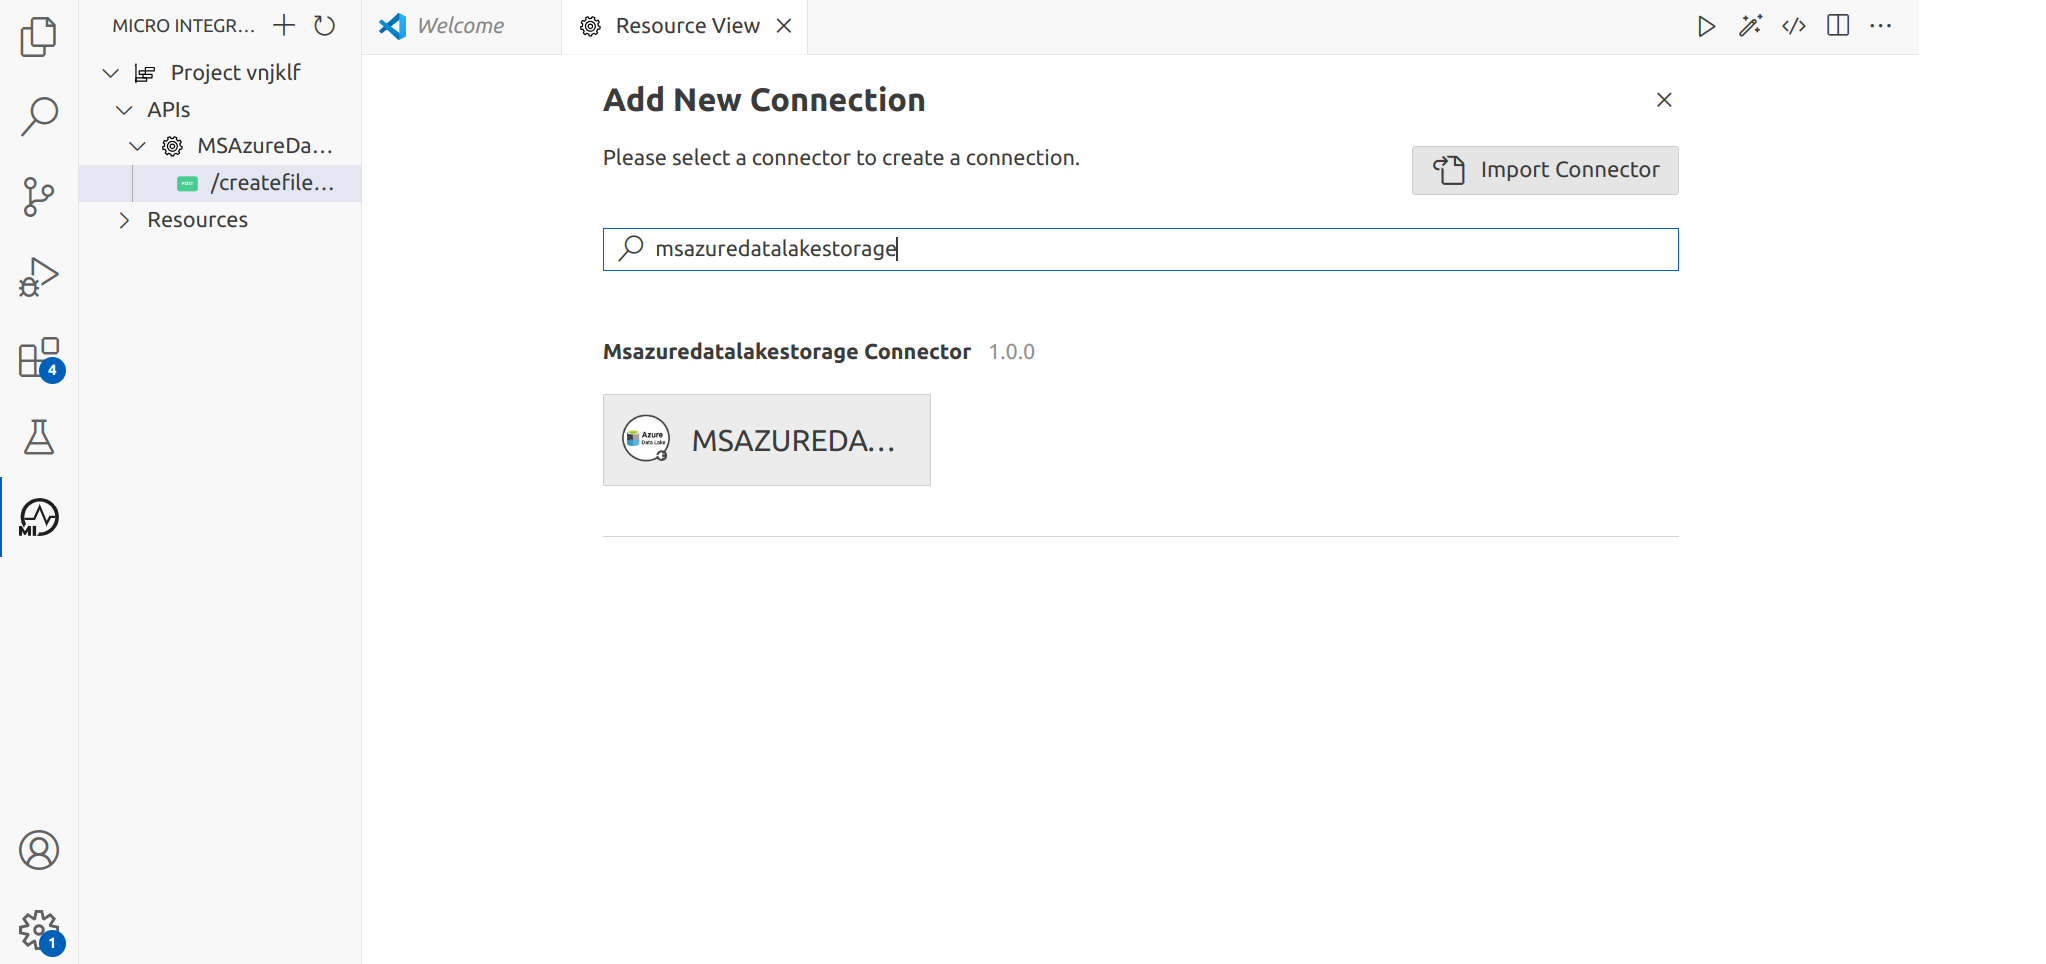 MICRO INTEGR...
Welcome
Resource View
Project vnjklf
APIs
MSAzureDa...
POST /createfile...
Resources
Add New Connection
Please select a connector to create a connection.
Import Connector
msazuredatalakestorage
Msazuredatalakestorage Connector 1.0.0
Azure
Data Lake
MSAZUREDA...
4
MI
1